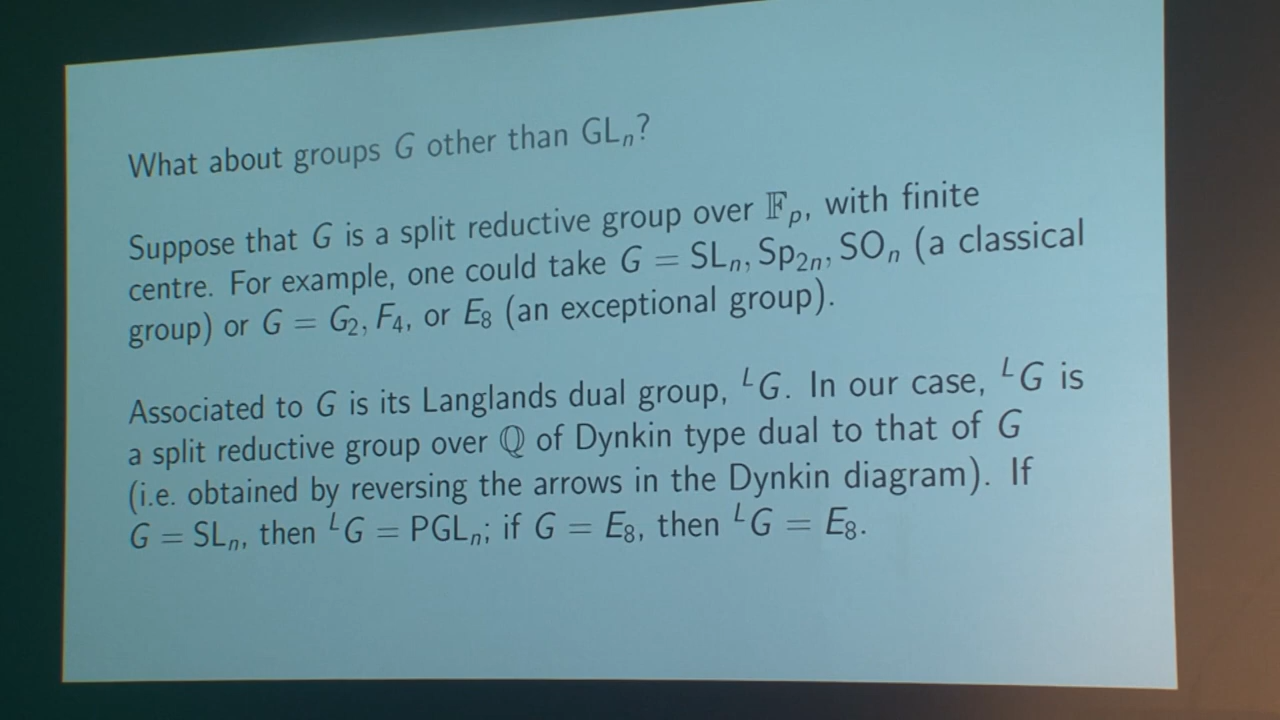 What about groups G other than GLₙ?
Suppose that G is a split reductive group over 𝔽ₚ, with finite
centre. For example, one could take G = SLₙ, Sp₂ₙ, SOₙ (a classical
group) or G = G₂, F₄, or E₈ (an exceptional group).
Associated to G is its Langlands dual group, ᴸG. In our case, ᴸG is
a split reductive group over ℚ of Dynkin type dual to that of G
(i.e. obtained by reversing the arrows in the Dynkin diagram). If
G = SLₙ, then ᴸG = PGLₙ; if G = E₈, then ᴸG = E₈.